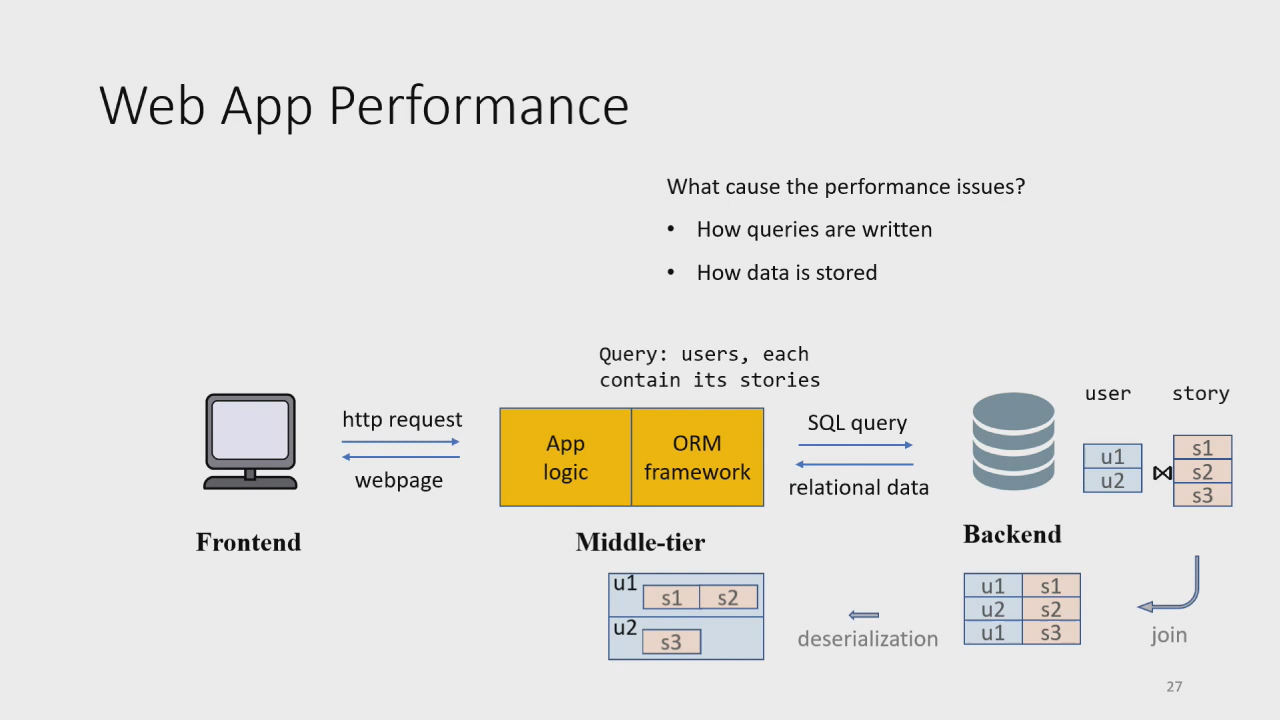 Web App Performance
What cause the performance issues?
• How queries are written
• How data is stored
Query: users, each
contain its stories
user story
http request
webpage
App
logic
ORM
framework
SQL query
relational data
u1
u2
⋈
s1
s2
s3
Frontend
Middle-tier
Backend
u1 s1 s2
u2 s3
deserialization
u1 s1
u2 s2
u1 s3
join
27